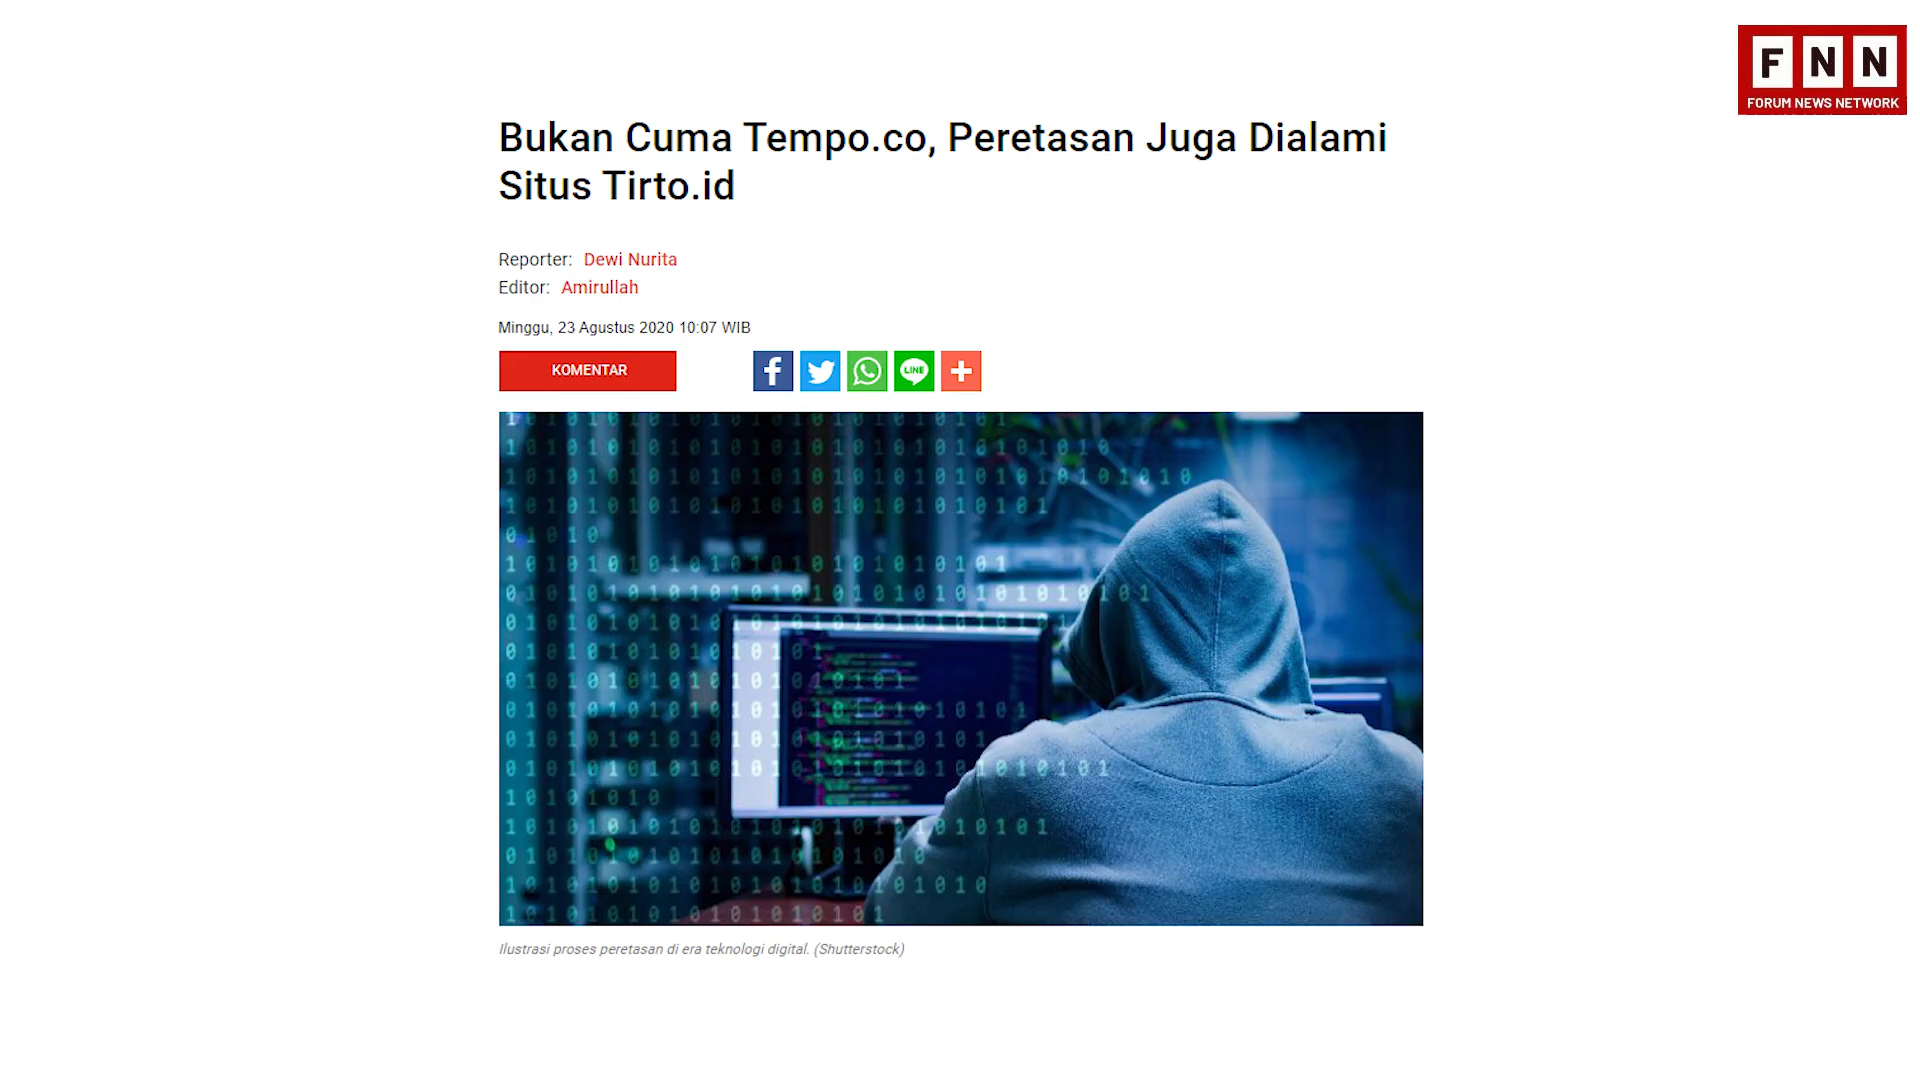 F N N
FORUM NEWS NETWORK
Bukan Cuma Tempo.co, Peretasan Juga Dialami
Situs Tirto.id
Reporter: Dewi Nurita
Editor: Amirullah
Minggu, 23 Agustus 2020 10:07 WIB
KOMENTAR
LINE
Ilustrasi proses peretasan di era teknologi digital. (Shutterstock)